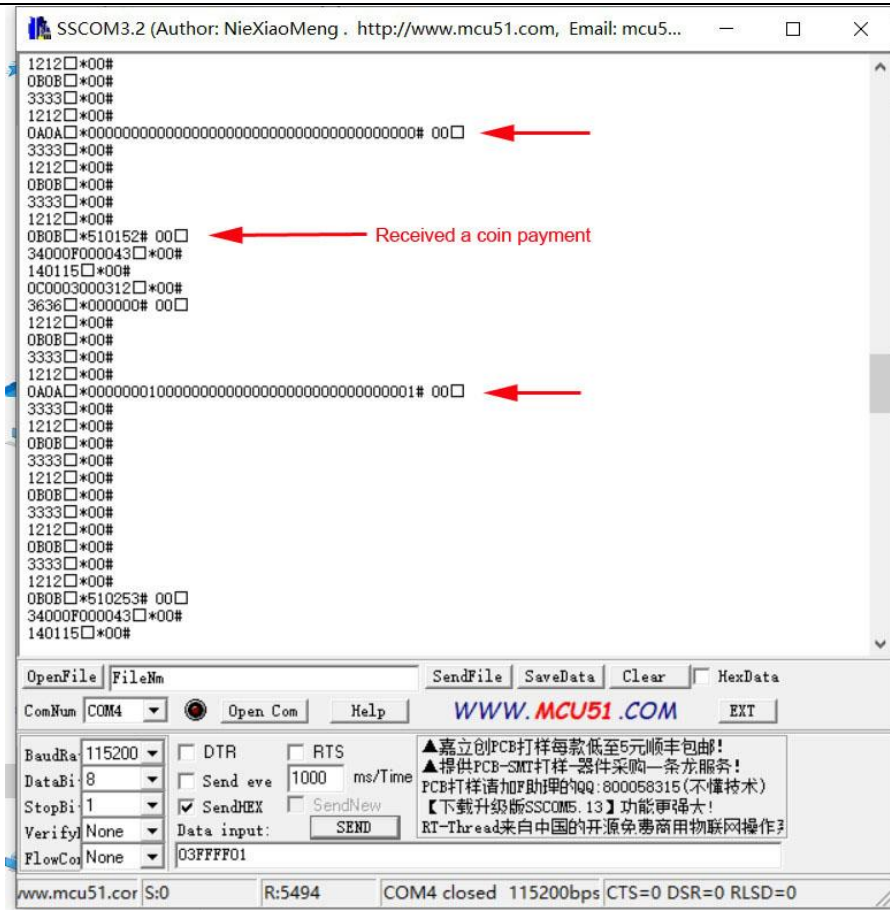 SSCOM3.2 (Author: NieXiaoMeng .  http://www.mcu51.com,  Email: mcu5...
1212□*00#
0B0B□*00#
3333□*00#
1212□*00#
0A0A□*0000000000000000000000000000000000# 00□
3333□*00#
1212□*00#
0B0B□*00#
3333□*00#
1212□*00#
0B0B□*510152# 00□
Received a coin payment
34000F000043□*00#
140115□*00#
0C0003000312□*00#
3636□*000000# 00□
1212□*00#
0B0B□*00#
3333□*00#
1212□*00#
0A0A□*0000000100000000000000000000000001# 00□
3333□*00#
1212□*00#
0B0B□*00#
3333□*00#
1212□*00#
0B0B□*00#
3333□*00#
1212□*00#
0B0B□*00#
3333□*00#
1212□*00#
0B0B□*510253# 00□
34000F000043□*00#
140115□*00#
OpenFile FileNm SendFile SaveData Clear HexData
ComNum COM4 Open Com Help WWW.MCU51.COM EXT
BaudRa 115200 DTR RTS
DataBi 8 Send eve 1000 ms/Time
StopBi 1 SendHEX SendNew
Verifyl None Data input: SEND
FlowCo None 03FFFF01
▲嘉立创PCB打样每款低至5元顺丰包邮!
▲提供PCB-SMT打样-器件采购一条龙服务!
PCB打样请加F助理的QQ:800058315(不懂技术)
【下载升级版SSCOM5.13】功能更强大!
RT-Thread来自中国的开源免费商用物联网操作
www.mcu51.cor S:0 R:5494 COM4 closed 115200bps CTS=0 DSR=0 RLSD=0